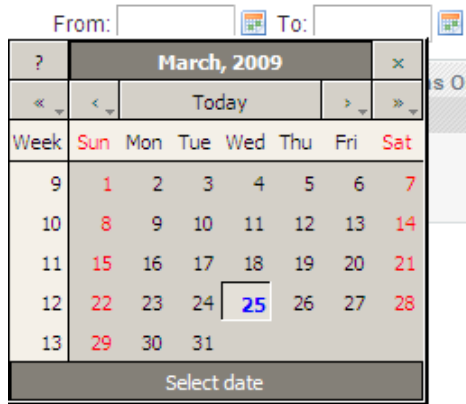 From: To:
? March, 2009 ×
« ‹ Today › »
s O
Week Sun Mon Tue Wed Thu Fri Sat
9 1 2 3 4 5 6 7
10 8 9 10 11 12 13 14
11 15 16 17 18 19 20 21
12 22 23 24 25 26 27 28
13 29 30 31
Select date